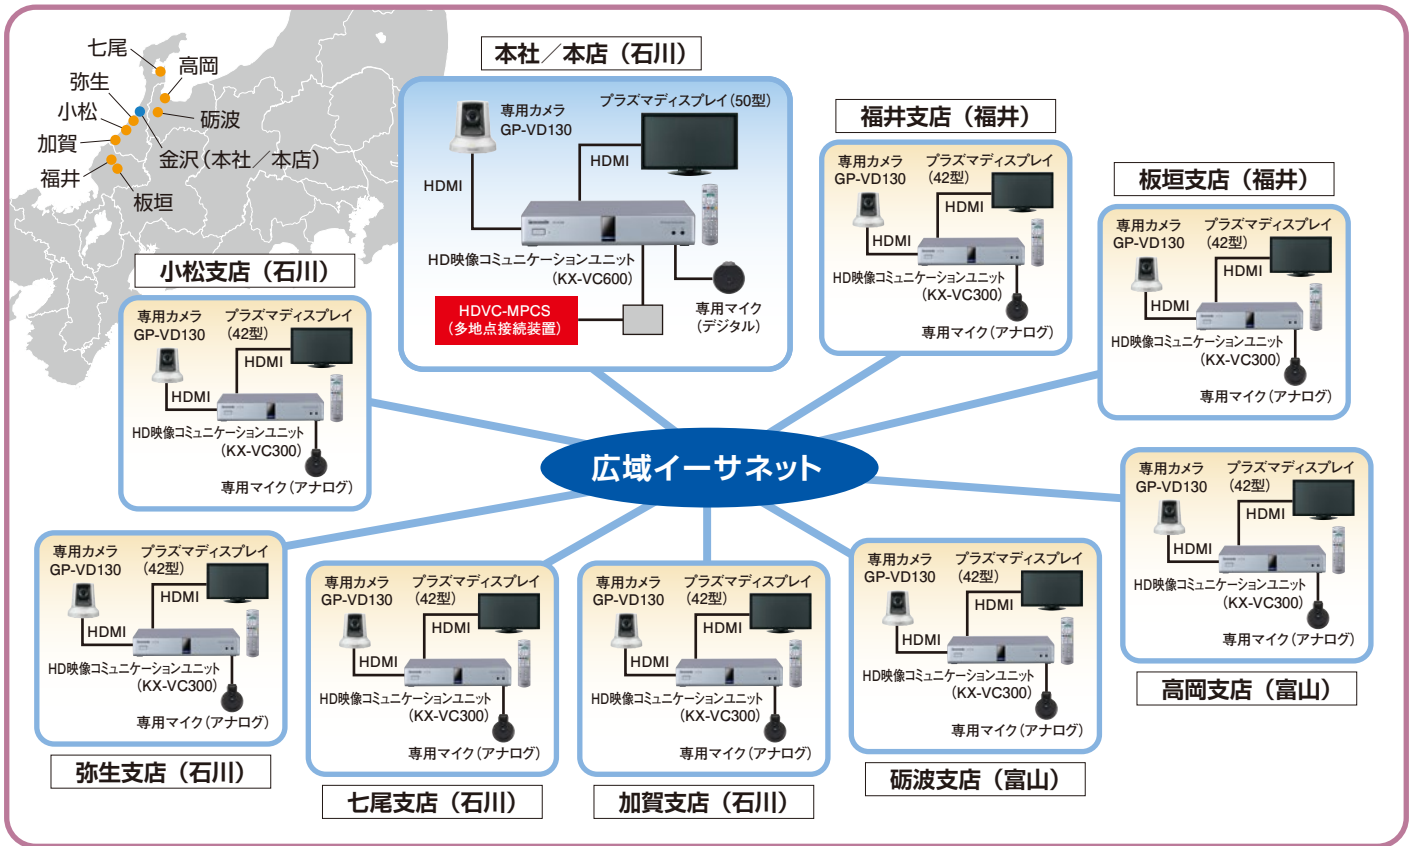 七尾
高岡
弥生
小松
砺波
加賀
金沢（本社／本店）
福井
板垣
本社／本店（石川）
専用カメラ
GP-VD130
プラズマディスプレイ（50型）
HDMI
HDMI
HD映像コミュニケーションユニット
（KX-VC600）
HDVC-MPCS
（多地点接続装置）
専用マイク
（デジタル）
福井支店（福井）
専用カメラ
GP-VD130
プラズマディスプレイ
（42型）
HDMI
HDMI
HD映像コミュニケーションユニット
（KX-VC300）
専用マイク（アナログ）
板垣支店（福井）
専用カメラ
GP-VD130
プラズマディスプレイ
（42型）
HDMI
HDMI
HD映像コミュニケーションユニット
（KX-VC300）
専用マイク（アナログ）
小松支店（石川）
専用カメラ
GP-VD130
プラズマディスプレイ
（42型）
HDMI
HDMI
HD映像コミュニケーションユニット
（KX-VC300）
専用マイク（アナログ）
広域イーサネット
専用カメラ
GP-VD130
プラズマディスプレイ
（42型）
HDMI
HDMI
HD映像コミュニケーションユニット
（KX-VC300）
専用マイク（アナログ）
高岡支店（富山）
専用カメラ
GP-VD130
プラズマディスプレイ
（42型）
HDMI
HDMI
HD映像コミュニケーションユニット
（KX-VC300）
専用マイク（アナログ）
弥生支店（石川）
専用カメラ
GP-VD130
プラズマディスプレイ
（42型）
HDMI
HDMI
HD映像コミュニケーションユニット
（KX-VC300）
専用マイク（アナログ）
七尾支店（石川）
専用カメラ
GP-VD130
プラズマディスプレイ
（42型）
HDMI
HDMI
HD映像コミュニケーションユニット
（KX-VC300）
専用マイク（アナログ）
加賀支店（石川）
専用カメラ
GP-VD130
プラズマディスプレイ
（42型）
HDMI
HDMI
HD映像コミュニケーションユニット
（KX-VC300）
専用マイク（アナログ）
砺波支店（富山）